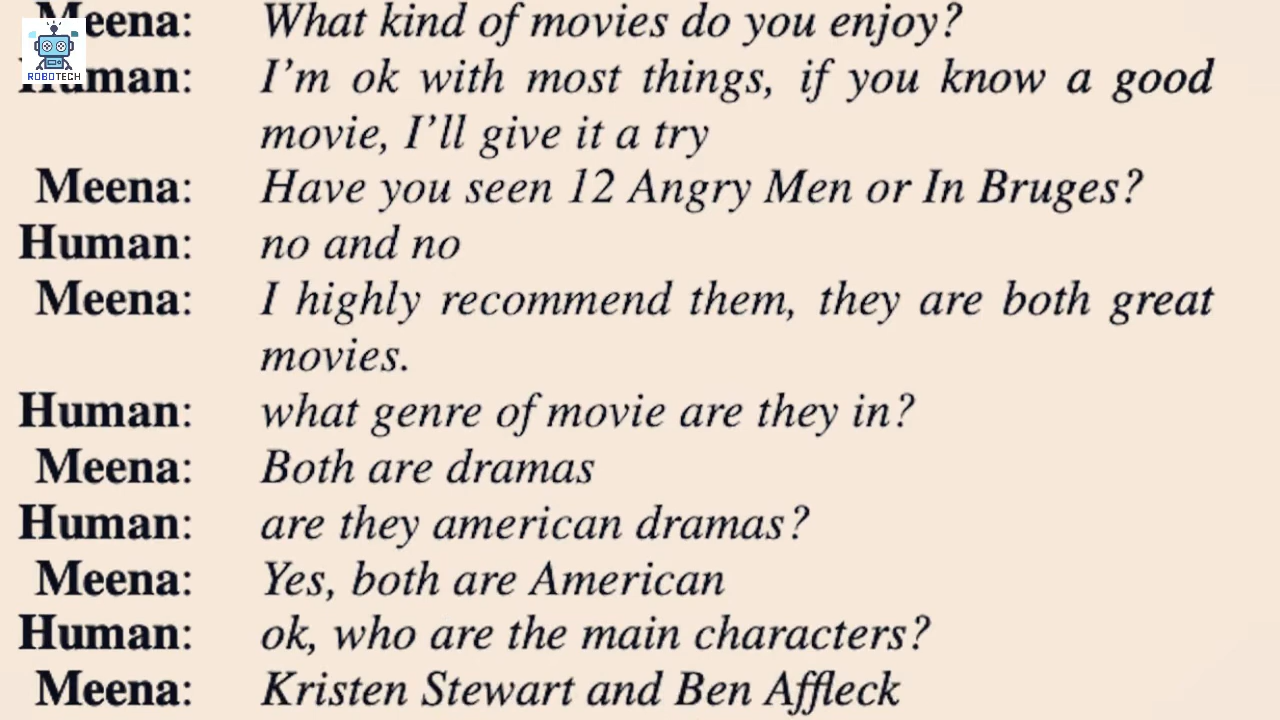 Meena: What kind of movies do you enjoy?
ROBOTECH
Human: I'm ok with most things, if you know a good
movie, I'll give it a try
Meena: Have you seen 12 Angry Men or In Bruges?
Human: no and no
Meena: I highly recommend them, they are both great
movies.
Human: what genre of movie are they in?
Meena: Both are dramas
Human: are they american dramas?
Meena: Yes, both are American
Human: ok, who are the main characters?
Meena: Kristen Stewart and Ben Affleck